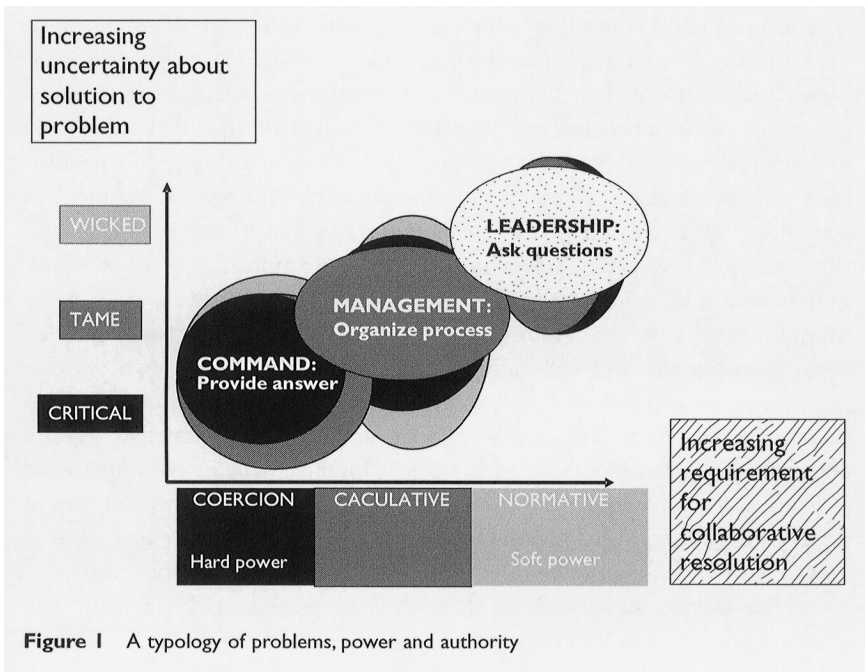 Increasing
uncertainty about
solution to
problem
WICKED
LEADERSHIP:
Ask questions
TAME
MANAGEMENT:
Organize process
COMMAND:
Provide answer
CRITICAL
COERCION
CACULATIVE
NORMATIVE
Hard power
Soft power
Increasing
requirement
for
collaborative
resolution
Figure 1 A typology of problems, power and authority